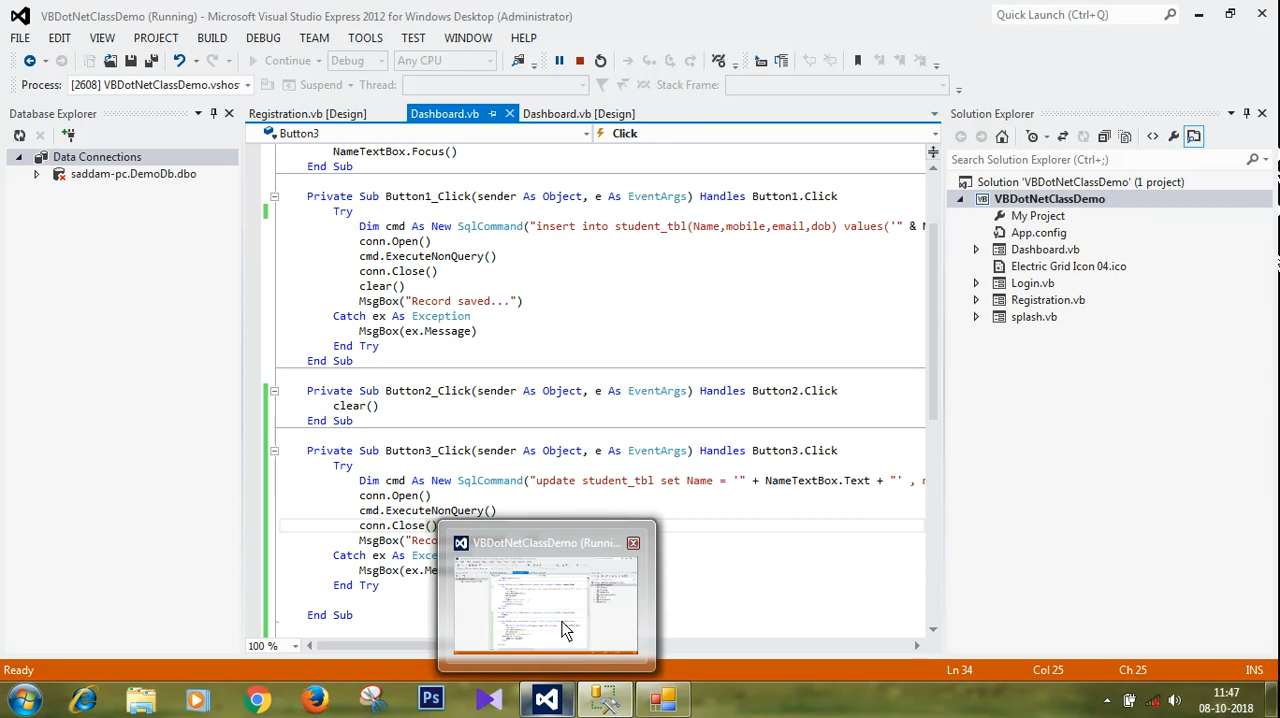 VBDotNetClassDemo (Running) - Microsoft Visual Studio Express 2012 for Windows Desktop (Administrator)
Quick Launch (Ctrl+Q)
FILE EDIT VIEW PROJECT BUILD DEBUG TEAM TOOLS TEST WINDOW HELP
Continue Debug Any CPU
Process: [2608] VBDotNetClassDemo.vshos Suspend Thread: Stack Frame:
Database Explorer
Registration.vb [Design] Dashboard.vb Dashboard.vb [Design]
Solution Explorer
Button3 Click
Data Connections
saddam-pc.DemoDb.dbo
NameTextBox.Focus()
End Sub
Private Sub Button1_Click(sender As Object, e As EventArgs) Handles Button1.Click
Try
Dim cmd As New SqlCommand("insert into student_tbl(Name,mobile,email,dob) values('" &
conn.Open()
cmd.ExecuteNonQuery()
conn.Close()
clear()
MsgBox("Record saved...")
Catch ex As Exception
MsgBox(ex.Message)
End Try
End Sub
Private Sub Button2_Click(sender As Object, e As EventArgs) Handles Button2.Click
clear()
End Sub
Private Sub Button3_Click(sender As Object, e As EventArgs) Handles Button3.Click
Try
Dim cmd As New SqlCommand("update student_tbl set Name = '" + NameTextBox.Text + "' ,
conn.Open()
cmd.ExecuteNonQuery()
conn.Close()
MsgBox("Rec
Catch ex As Exce
MsgBox(ex.Me
End Try
End Sub
100 %
Search Solution Explorer (Ctrl+;)
Solution 'VBDotNetClassDemo' (1 project)
VBDotNetClassDemo
My Project
App.config
Dashboard.vb
Electric Grid Icon 04.ico
Login.vb
Registration.vb
splash.vb
VBDotNetClassDemo (Runni...
Ready Ln 34 Col 25 Ch 25 INS
Ps
11:47
08-10-2018